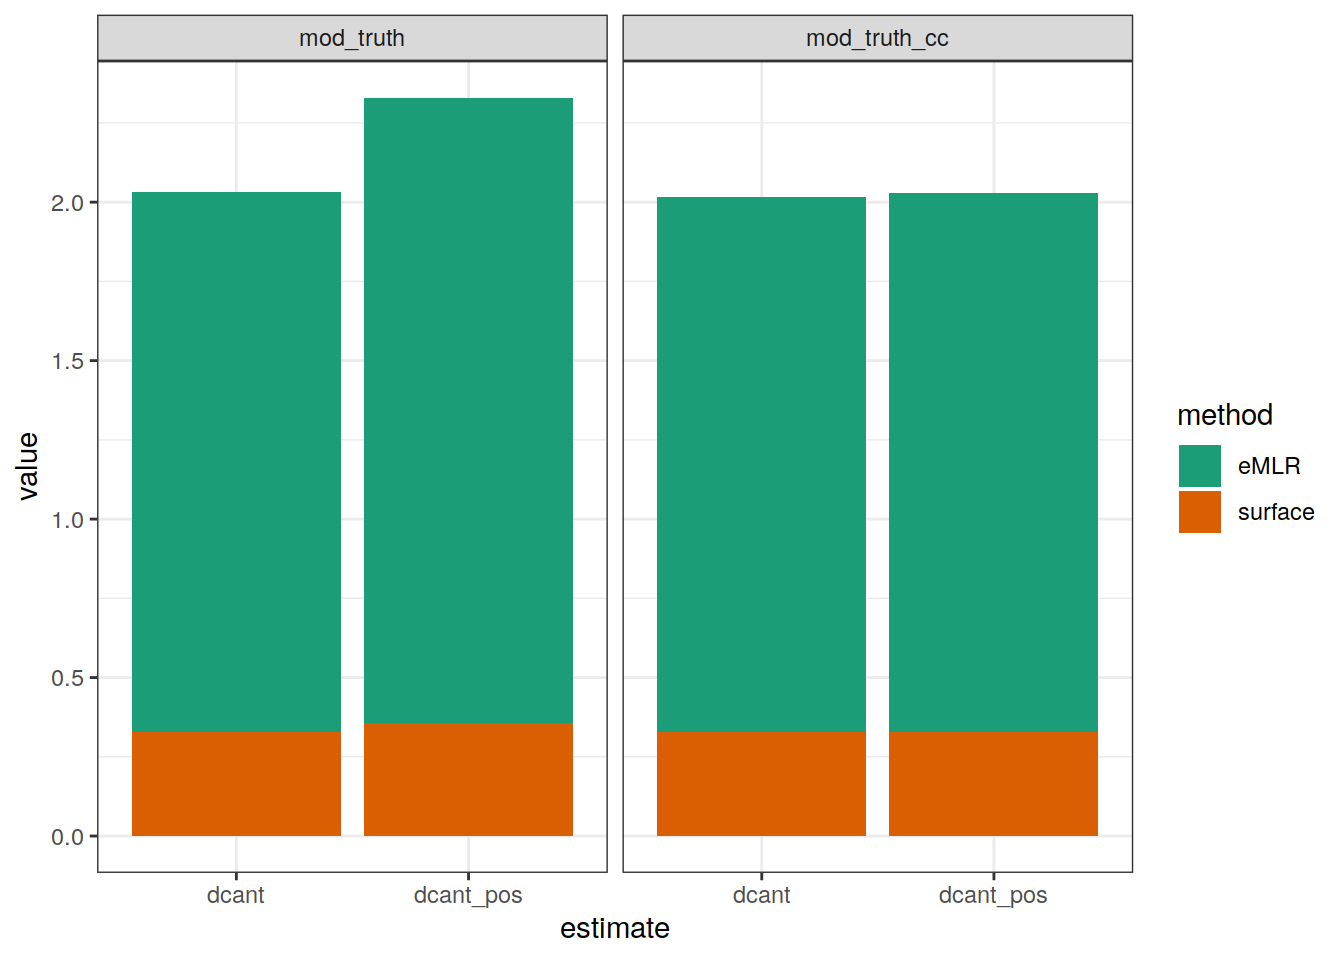 mod_truth
mod_truth_cc
value
2.0
1.5
1.0
0.5
0.0
dcant
dcant_pos
dcant
dcant_pos
estimate
method
eMLR
surface